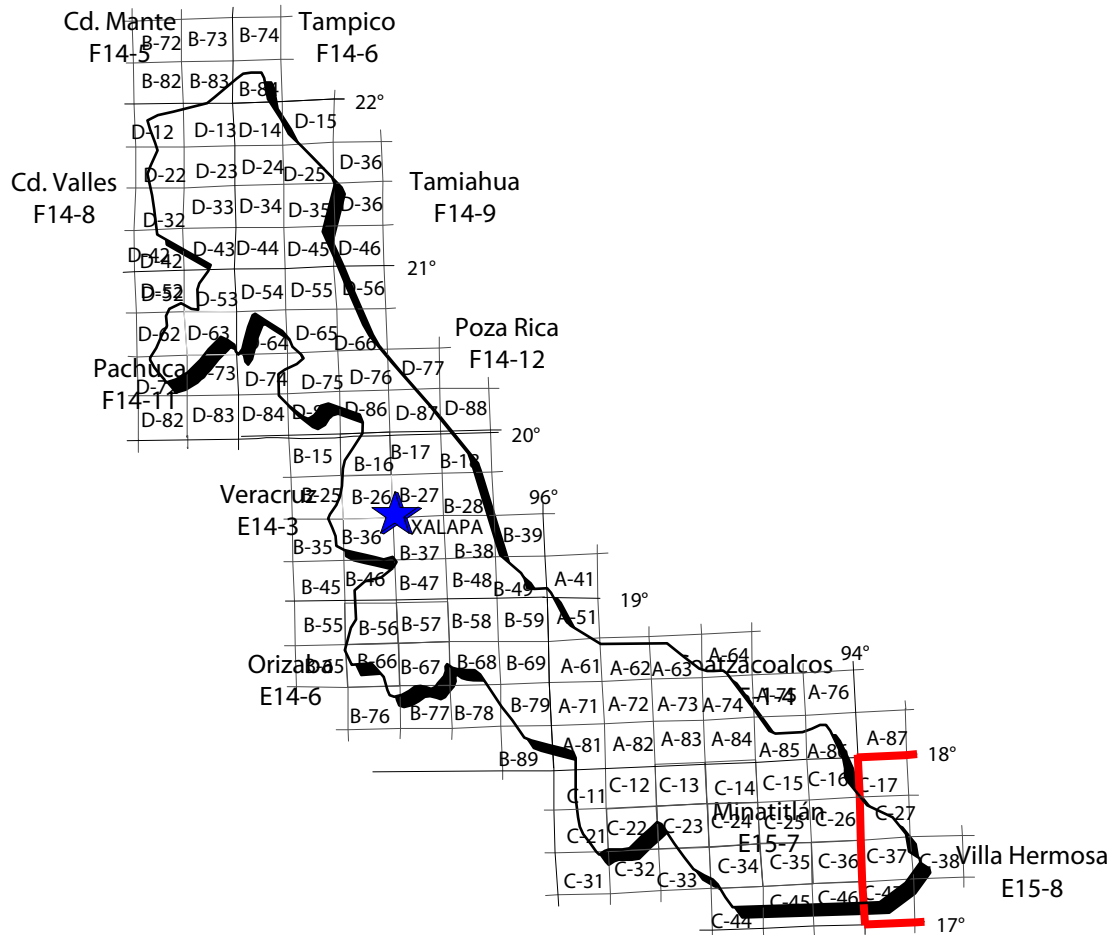 Cd. Mante
F14-5
Tampico
F14-6
B-72 B-73 B-74
B-82 B-83 B-84
22°
D-12 D-13 D-14 D-15
Cd. Valles
F14-8
Tamiahua
F14-9
D-22 D-23 D-24 D-25 D-36
D-32 D-33 D-34 D-35 D-36
D-42 D-42 D-43 D-44 D-45 D-46
21°
D-52 D-52 D-53 D-54 D-55 D-56
D-62 D-63 D-64 D-65 D-66
Poza Rica
F14-12
Pachuca
F14-11
D-73 D-74 D-75 D-76 D-77
D-82 D-83 D-84 D-86 D-87 D-88
20°
B-15 B-16 B-17 B-18
Veracruz
E14-3
B-25 B-26 B-27 B-28
96°
XALAPA
B-35 B-36 B-37 B-38 B-39
B-45 B-46 B-47 B-48 B-49 A-41
19°
B-55 B-56 B-57 B-58 B-59 A-51
Orizaba
E14-6
B-65 B-66 B-67 B-68 B-69 A-61 A-62 A-63 A-64
94°
B-76 B-77 B-78 B-79 A-71 A-72 A-73 A-74 A-75 A-76
B-89 A-81 A-82 A-83 A-84 A-85 A-86 A-87
18°
C-11 C-12 C-13 C-14 C-15 C-16 C-17
Minatitlán
E15-7
C-21 C-22 C-23 C-24 C-25 C-26 C-27
C-31 C-32 C-33 C-34 C-35 C-36 C-37 C-38
Villa Hermosa
E15-8
C-44 C-45 C-46 C-47
17°